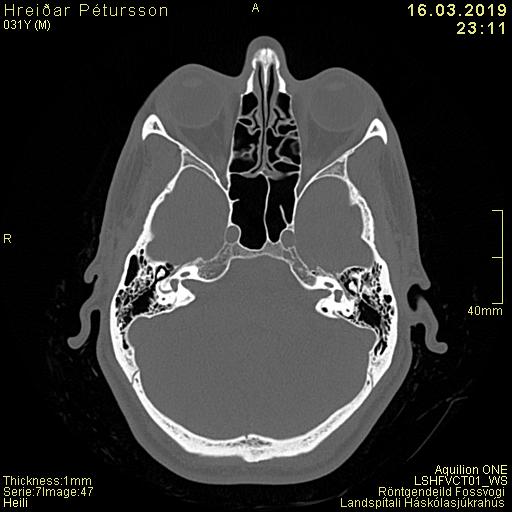 Hreiðar Pétursson
031Y (M)
A
16.03.2019
23:11
R
40mm
Thickness:1mm
Serie:7Image:47
Heili
Aquilion ONE
LSHFVCT01_WS
Röntgendeild Fossvogi
Landspítali Háskólasjúkrahús